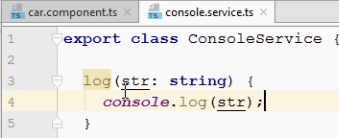 car.component.ts × console.service.ts ×
1 export class ConsoleService {
2
3 log(str: string) {
4 console.log(str);
5 }